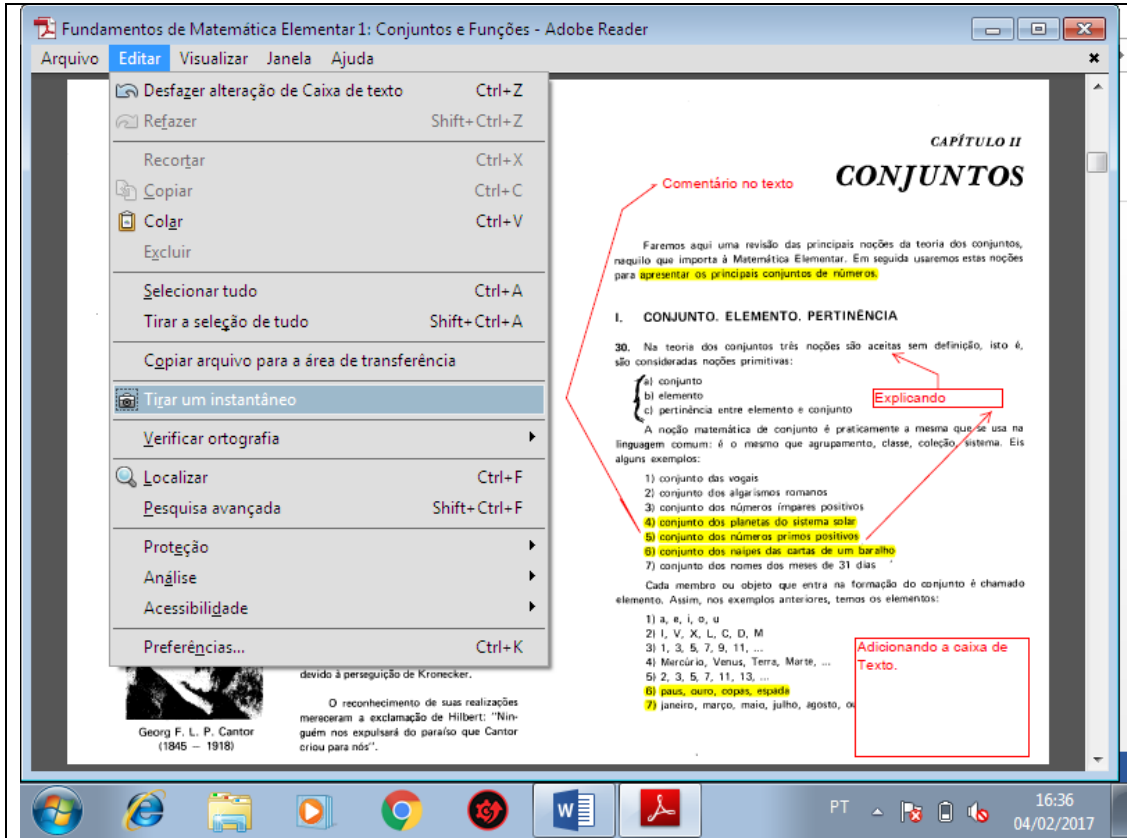 Fundamentos de Matemática Elementar 1: Conjuntos e Funções - Adobe Reader
Arquivo Editar Visualizar Janela Ajuda
Desfazer alteração de Caixa de texto Ctrl+Z
Refazer Shift+Ctrl+Z
Recortar Ctrl+X
Copiar Ctrl+C
Colar Ctrl+V
Excluir
Selecionar tudo Ctrl+A
Tirar a seleção de tudo Shift+Ctrl+A
Copiar arquivo para a área de transferência
Tirar um instantâneo
Verificar ortografia
Localizar Ctrl+F
Pesquisa avançada Shift+Ctrl+F
Proteção
Análise
Acessibilidade
Preferências... Ctrl+K
devido à perseguição de Kronecker.
O reconhecimento de suas realizações
mereceram a exclamação de Hilbert: "Nin-
guém nos expulsará do paraíso que Cantor
criou para nós".
Georg F. L. P. Cantor
(1845 – 1918)
CAPÍTULO II
CONJUNTOS
Comentário no texto
Faremos aqui uma revisão das principais noções da teoria dos conjuntos,
naquilo que importa à Matemática Elementar. Em seguida usaremos estas noções
para apresentar os principais conjuntos de números.
I. CONJUNTO. ELEMENTO. PERTINÊNCIA
30. Na teoria dos conjuntos três noções são aceitas sem definição, isto é,
são consideradas noções primitivas:
a) conjunto
b) elemento
c) pertinência entre elemento e conjunto
Explicando
A noção matemática de conjunto é praticamente a mesma que se usa na
linguagem comum: é o mesmo que agrupamento, classe, coleção, sistema. Eis
alguns exemplos:
1) conjunto das vogais
2) conjunto dos algarismos romanos
3) conjunto dos números ímpares positivos
4) conjunto dos planetas do sistema solar
5) conjunto dos números primos positivos
6) conjunto dos naipes das cartas de um baralho
7) conjunto dos nomes dos meses de 31 dias
Cada membro ou objeto que entra na formação do conjunto é chamado
elemento. Assim, nos exemplos anteriores, temos os elementos:
1) a, e, i, o, u
2) I, V, X, L, C, D, M
3) 1, 3, 5, 7, 9, 11, ...
4) Mercúrio, Venus, Terra, Marte, ...
5) 2, 3, 5, 7, 11, 13, ...
6) paus, ouro, copas, espada
7) janeiro, março, maio, julho, agosto,
Adicionando a caixa de
Texto.
PT
16:36
04/02/2017